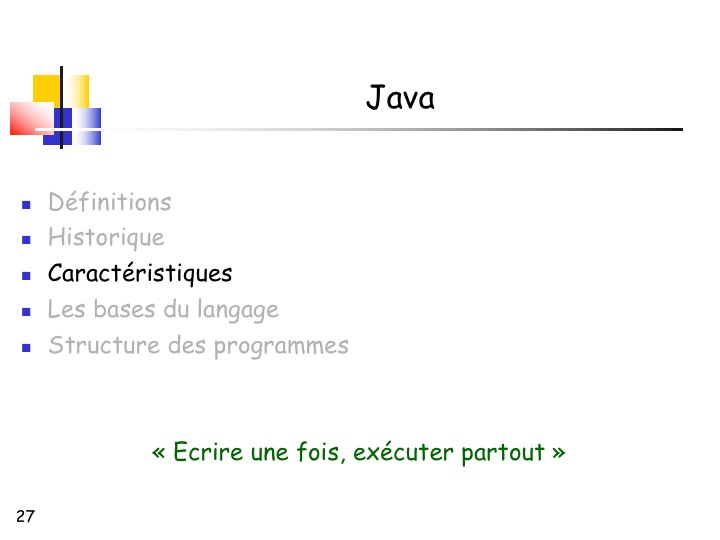 Java
Définitions
Historique
Caractéristiques
Les bases du langage
Structure des programmes
« Ecrire une fois, exécuter partout »
27